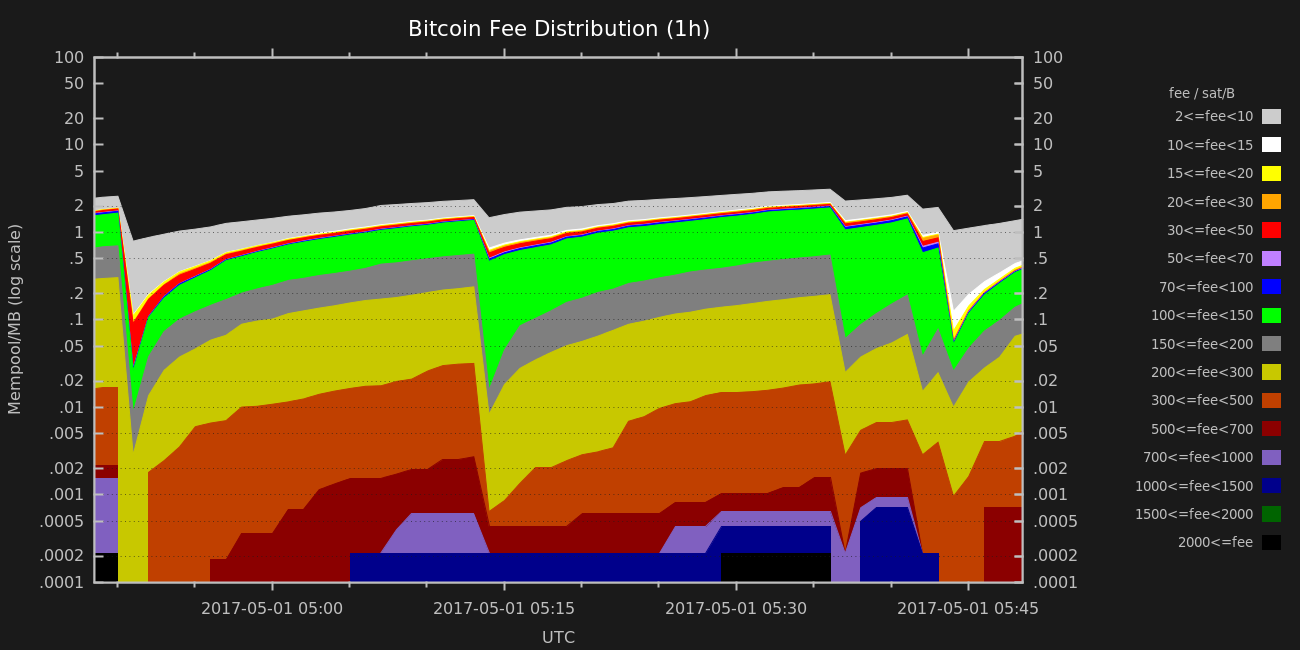 Bitcoin Fee Distribution (1h)
100
50
20
10
5
2
1
.5
.2
.1
.05
.02
.01
.005
.002
.001
.0005
.0002
.0001
Mempool/MB (log scale)
100
50
20
10
5
2
1
.5
.2
.1
.05
.02
.01
.005
.002
.001
.0005
.0002
.0001
2017-05-01 05:00
2017-05-01 05:15
2017-05-01 05:30
2017-05-01 05:45
UTC
fee / sat/B
2<=fee<10
10<=fee<15
15<=fee<20
20<=fee<30
30<=fee<50
50<=fee<70
70<=fee<100
100<=fee<150
150<=fee<200
200<=fee<300
300<=fee<500
500<=fee<700
700<=fee<1000
1000<=fee<1500
1500<=fee<2000
2000<=fee